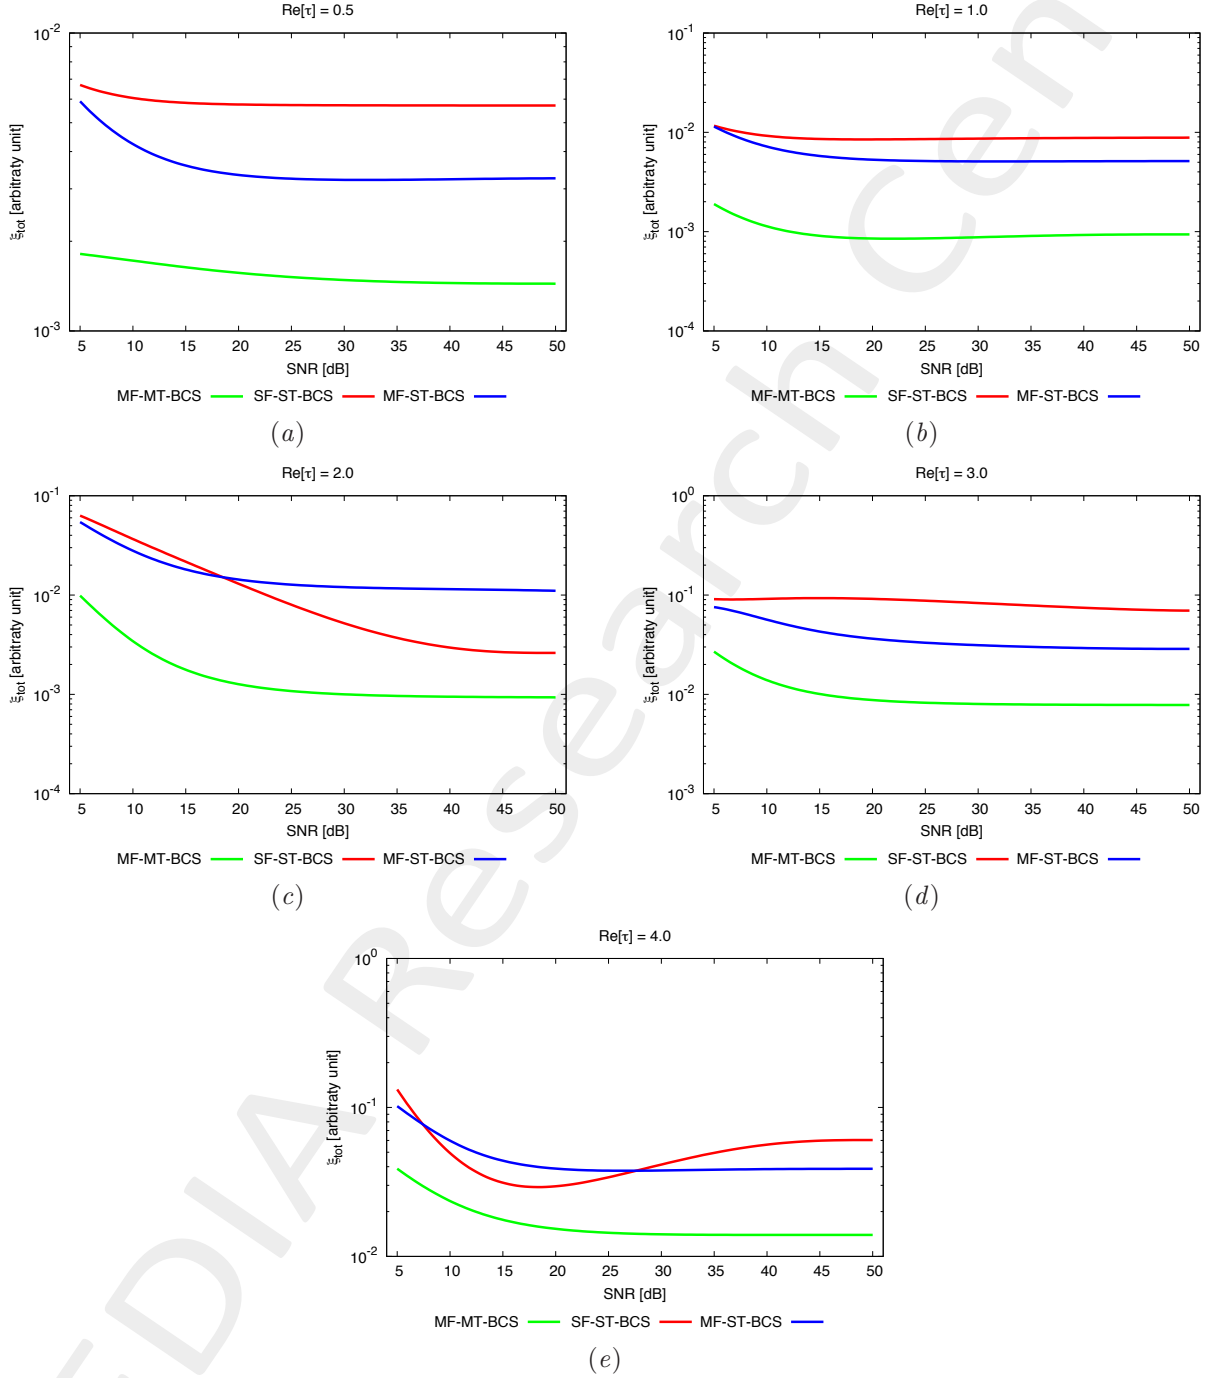 Re[τ] = 0.5
10⁻²
10⁻³
ξtot [arbitraty unit]
5 10 15 20 25 30 35 40 45 50
SNR [dB]
MF-MT-BCS SF-ST-BCS MF-ST-BCS
(a)
Re[τ] = 1.0
10⁻¹
10⁻²
10⁻³
10⁻⁴
ξtot [arbitraty unit]
5 10 15 20 25 30 35 40 45 50
SNR [dB]
MF-MT-BCS SF-ST-BCS MF-ST-BCS
(b)
Re[τ] = 2.0
10⁻¹
10⁻²
10⁻³
10⁻⁴
ξtot [arbitraty unit]
5 10 15 20 25 30 35 40 45 50
SNR [dB]
MF-MT-BCS SF-ST-BCS MF-ST-BCS
(c)
Re[τ] = 3.0
10⁰
10⁻¹
10⁻²
10⁻³
ξtot [arbitraty unit]
5 10 15 20 25 30 35 40 45 50
SNR [dB]
MF-MT-BCS SF-ST-BCS MF-ST-BCS
(d)
Re[τ] = 4.0
10⁰
10⁻¹
10⁻²
ξtot [arbitraty unit]
5 10 15 20 25 30 35 40 45 50
SNR [dB]
MF-MT-BCS SF-ST-BCS MF-ST-BCS
(e)
EDIA Research Cen